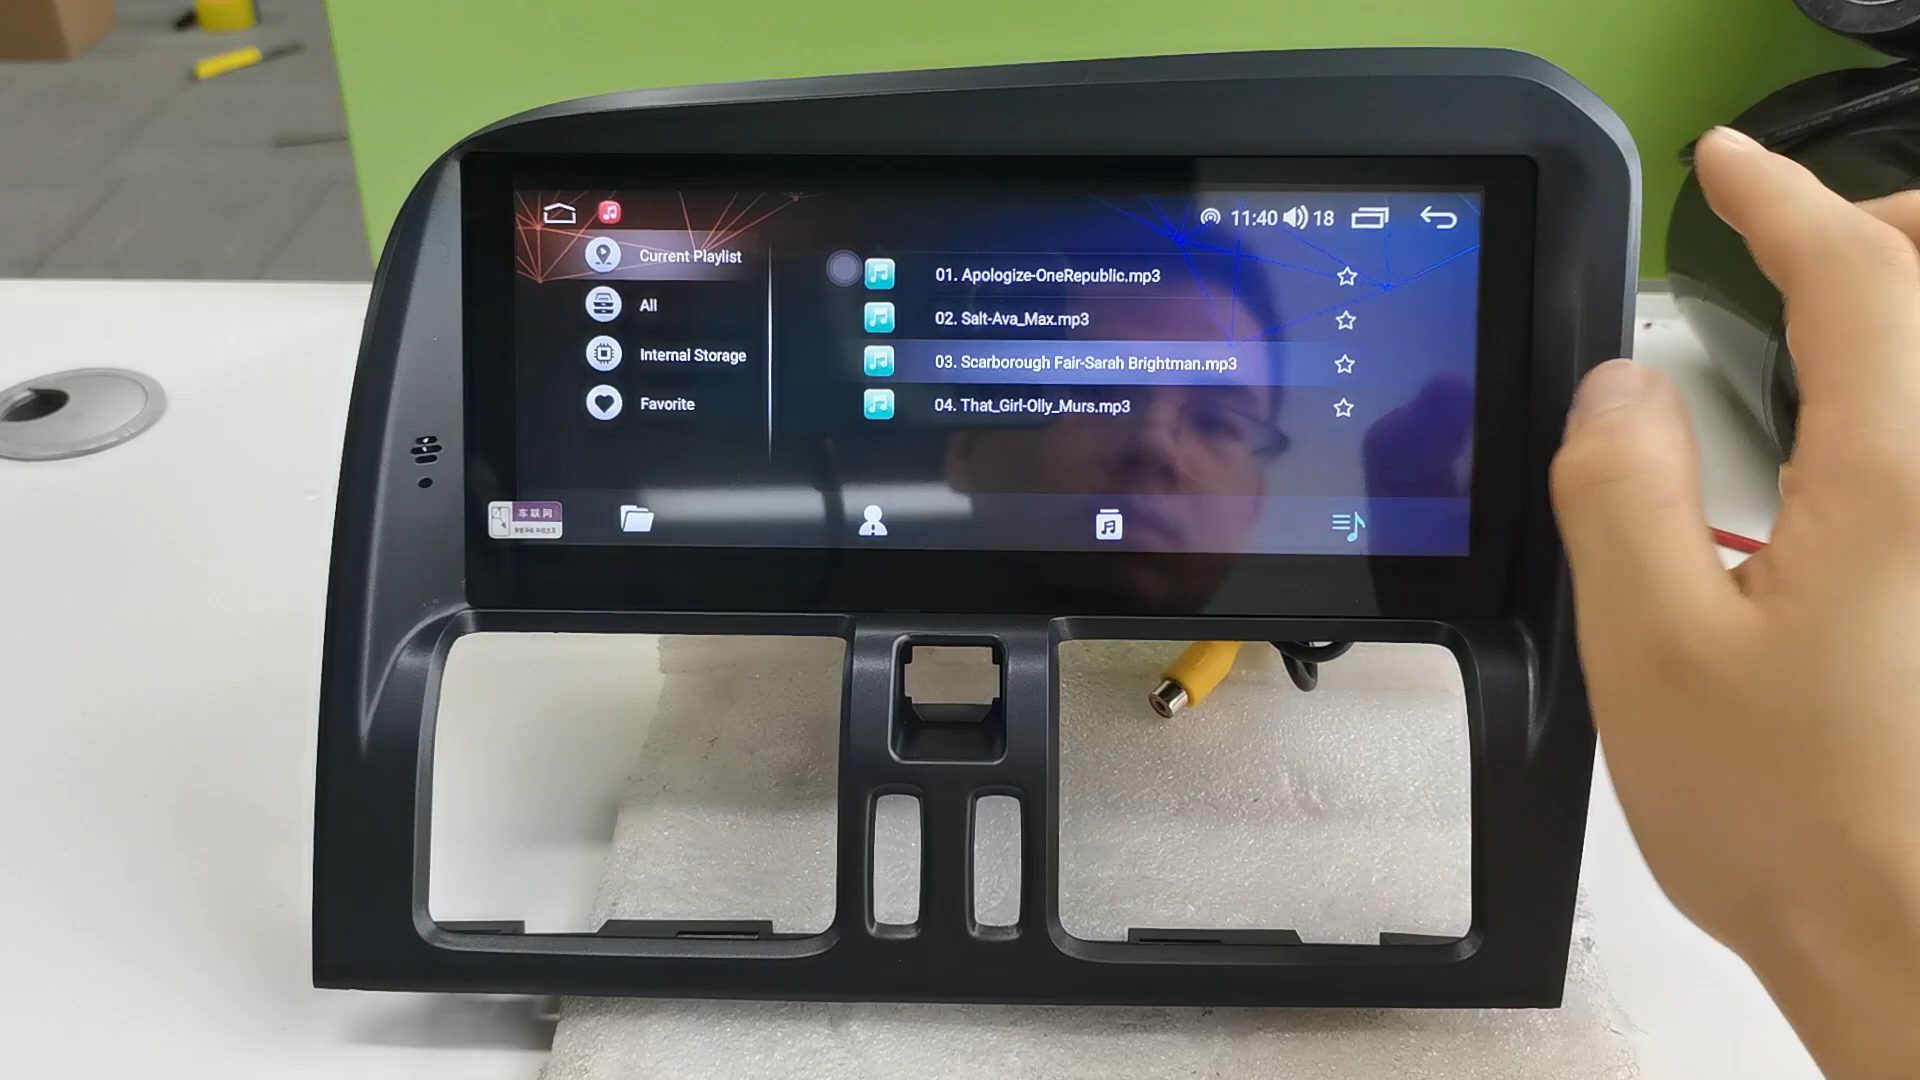 11:40 18
Current Playlist
All
Internal Storage
Favorite
01. Apologize-OneRepublic.mp3
02. Salt-Ava_Max.mp3
03. Scarborough Fair-Sarah Brightman.mp3
04. That_Girl-Olly_Murs.mp3
车联网